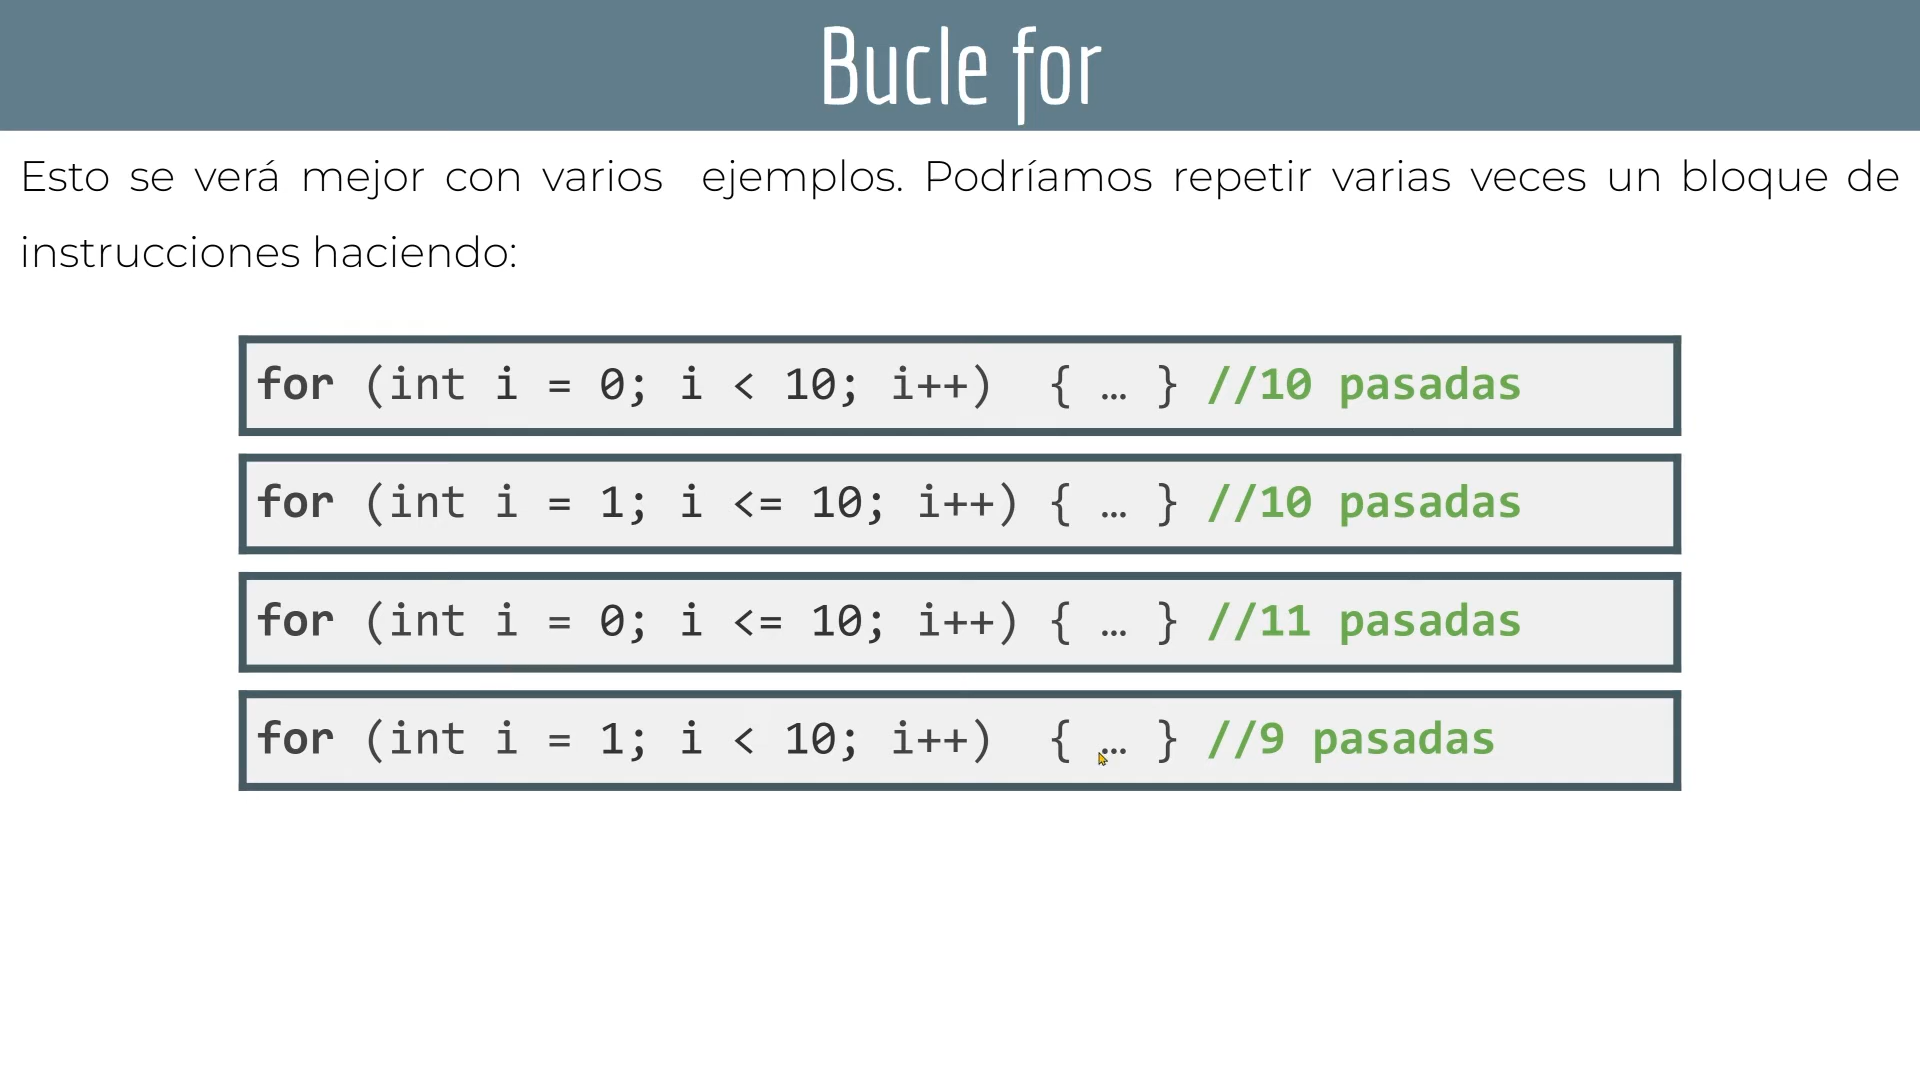 Bucle for
Esto se verá mejor con varios  ejemplos. Podríamos repetir varias veces un bloque de
instrucciones haciendo:
for (int i = 0; i < 10; i++)  { … } //10 pasadas
for (int i = 1; i <= 10; i++) { … } //10 pasadas
for (int i = 0; i <= 10; i++) { … } //11 pasadas
for (int i = 1; i < 10; i++)  { … } //9 pasadas